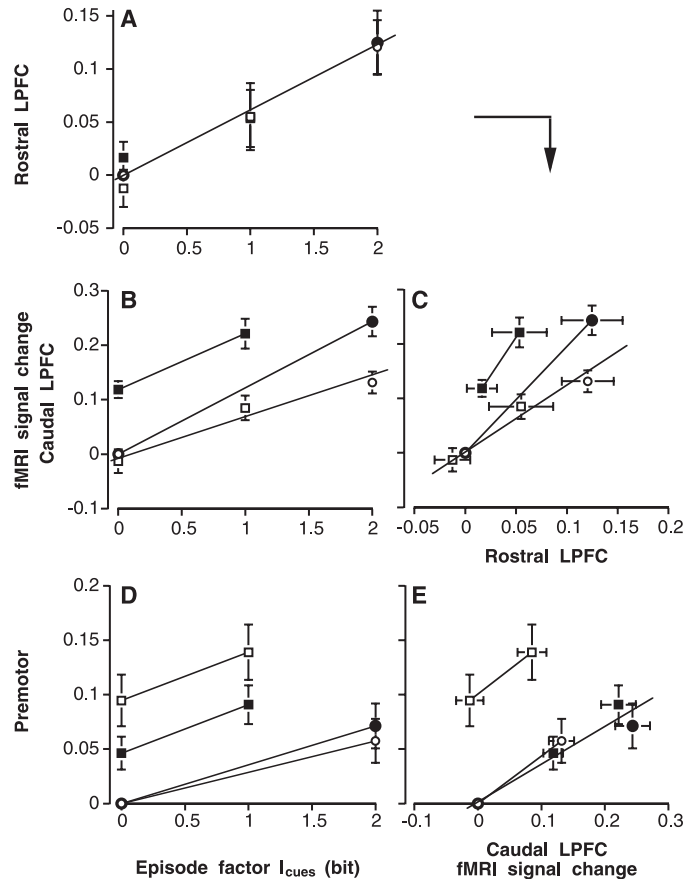 A
0.15
0.1
0.05
0
-0.05
Rostral LPFC
0 0.5 1 1.5 2
B
0.3
0.2
0.1
0
-0.1
fMRI signal change
Caudal LPFC
0 0.5 1.0 1.5 2
C
-0.05 0 0.05 0.1 0.15 0.2
Rostral LPFC
D
0.2
0.15
0.1
0.05
0
Premotor
0 0.5 1 1.5 2
Episode factor Icues (bit)
E
-0.1 0 0.1 0.2 0.3
Caudal LPFC
fMRI signal change